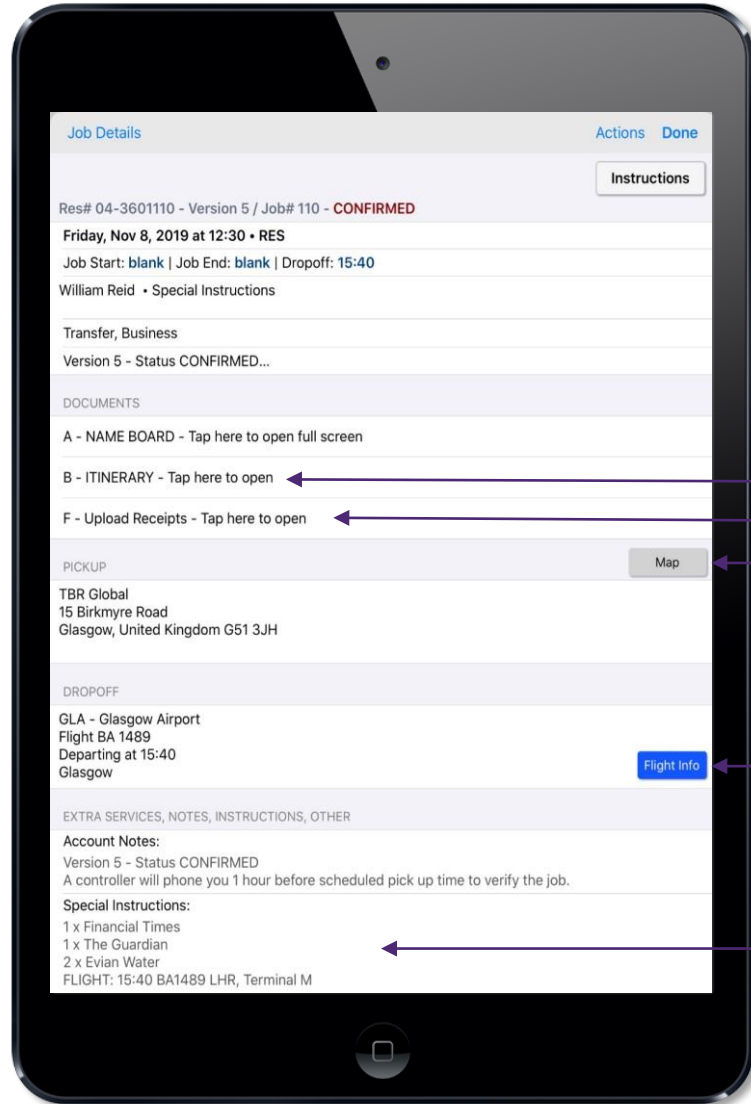 Job Details
Actions Done
Instructions
Res# 04-3601110 - Version 5 / Job# 110 - CONFIRMED
Friday, Nov 8, 2019 at 12:30 • RES
Job Start: blank | Job End: blank | Dropoff: 15:40
William Reid • Special Instructions
Transfer, Business
Version 5 - Status CONFIRMED...
DOCUMENTS
A - NAME BOARD - Tap here to open full screen
B - ITINERARY - Tap here to open
F - Upload Receipts - Tap here to open
PICKUP
Map
TBR Global
15 Birkmyre Road
Glasgow, United Kingdom G51 3JH
DROPOFF
GLA - Glasgow Airport
Flight BA 1489
Departing at 15:40
Glasgow
Flight Info
EXTRA SERVICES, NOTES, INSTRUCTIONS, OTHER
Account Notes:
Version 5 - Status CONFIRMED
A controller will phone you 1 hour before scheduled pick up time to verify the job.
Special Instructions:
1 x Financial Times
1 x The Guardian
2 x Evian Water
FLIGHT: 15:40 BA1489 LHR, Terminal M